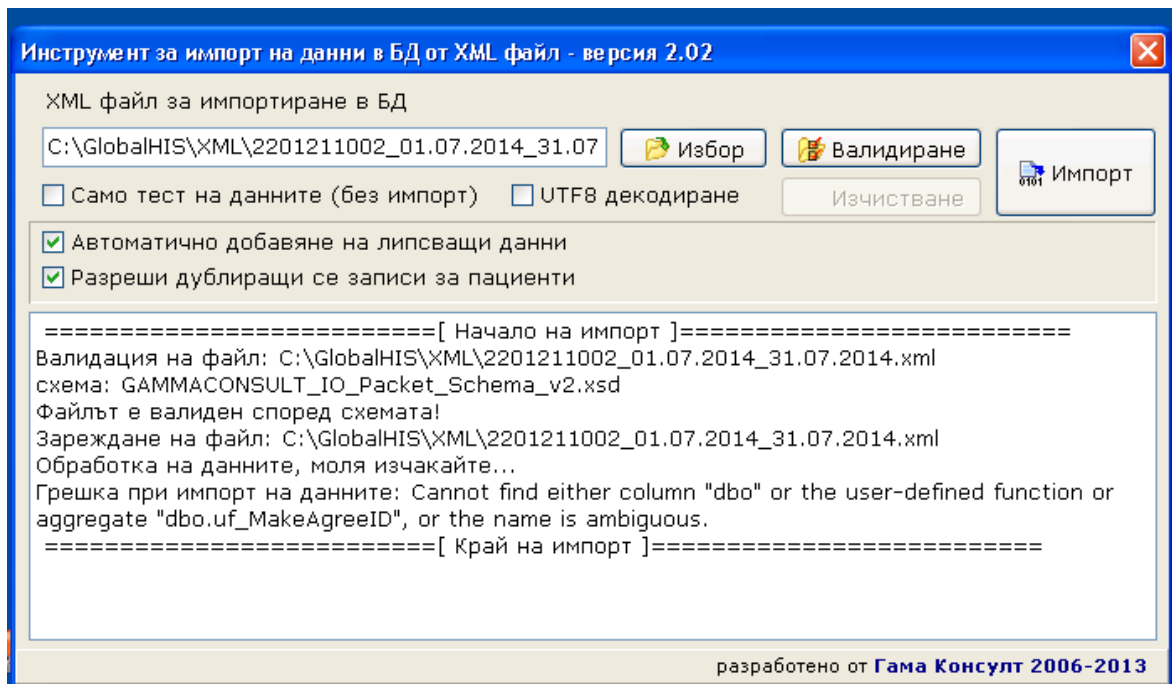 Инструмент за импорт на данни в БД от XML файл - версия 2.02
XML файл за импортиране в БД
C:\GlobalHIS\XML\2201211002_01.07.2014_31.07
Избор
Валидиране
Импорт
Само тест на данните (без импорт)
UTF8 декодиране
Изчистване
Автоматично добавяне на липсващи данни
Разреши дублиращи се записи за пациенти
==========================[ Начало на импорт ]==========================
Валидация на файл: C:\GlobalHIS\XML\2201211002_01.07.2014_31.07.2014.xml
схема: GAMMACONSULT_IO_Packet_Schema_v2.xsd
Файлът е валиден според схемата!
Зареждане на файл: C:\GlobalHIS\XML\2201211002_01.07.2014_31.07.2014.xml
Обработка на данните, моля изчакайте...
Грешка при импорт на данните: Cannot find either column "dbo" or the user-defined function or
aggregate "dbo.uf_MakeAgreeID", or the name is ambiguous.
==========================[ Край на импорт ]==========================
разработено от Гама Консулт 2006-2013